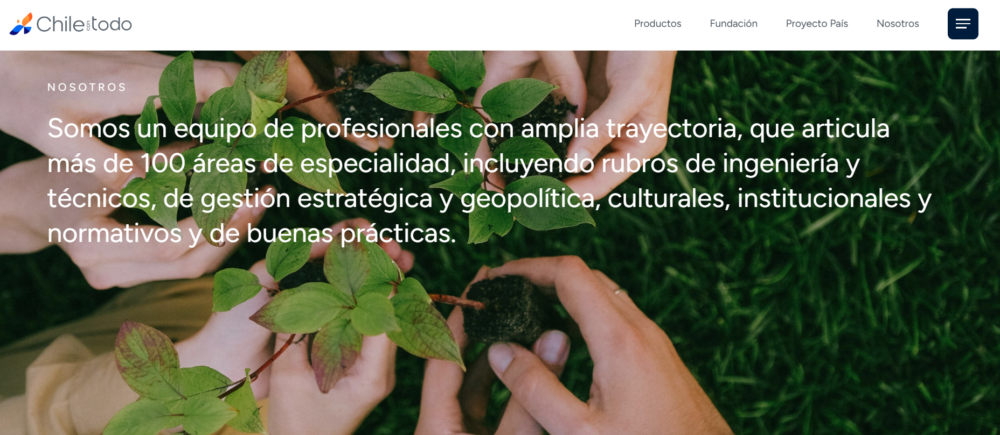 Chile con todo
Productos Fundación Proyecto País Nosotros
NOSOTROS
Somos un equipo de profesionales con amplia trayectoria, que articula
más de 100 áreas de especialidad, incluyendo rubros de ingeniería y
técnicos, de gestión estratégica y geopolítica, culturales, institucionales y
normativos y de buenas prácticas.